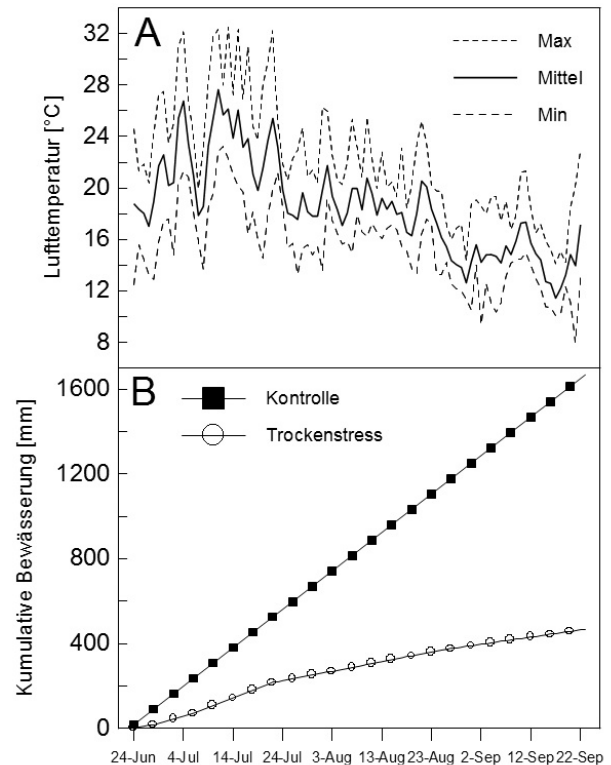 A
32
28
24
20
16
12
8
Lufttemperatur [°C]
Max
Mittel
Min
B
1600
1200
800
400
0
Kumulative Bewässerung [mm]
Kontrolle
Trockenstress
24-Jun 4-Jul 14-Jul 24-Jul 3-Aug 13-Aug 23-Aug 2-Sep 12-Sep 22-Sep